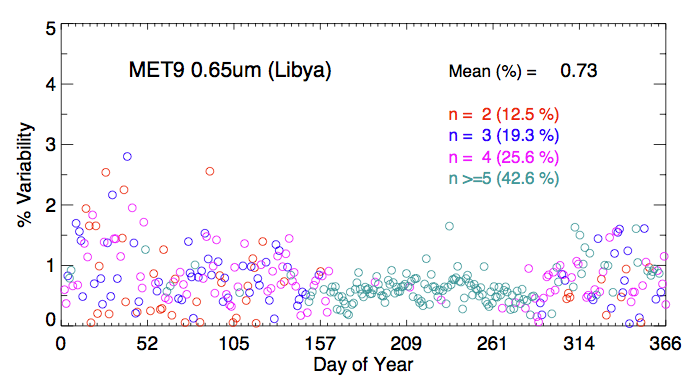 5
MET9 0.65um (Libya)
Mean (%) = 0.73
4
n = 2 (12.5 %)
n = 3 (19.3 %)
3
n = 4 (25.6 %)
n >=5 (42.6 %)
% Variability
2
1
0
0 52 105 157 209 261 314 366
Day of Year